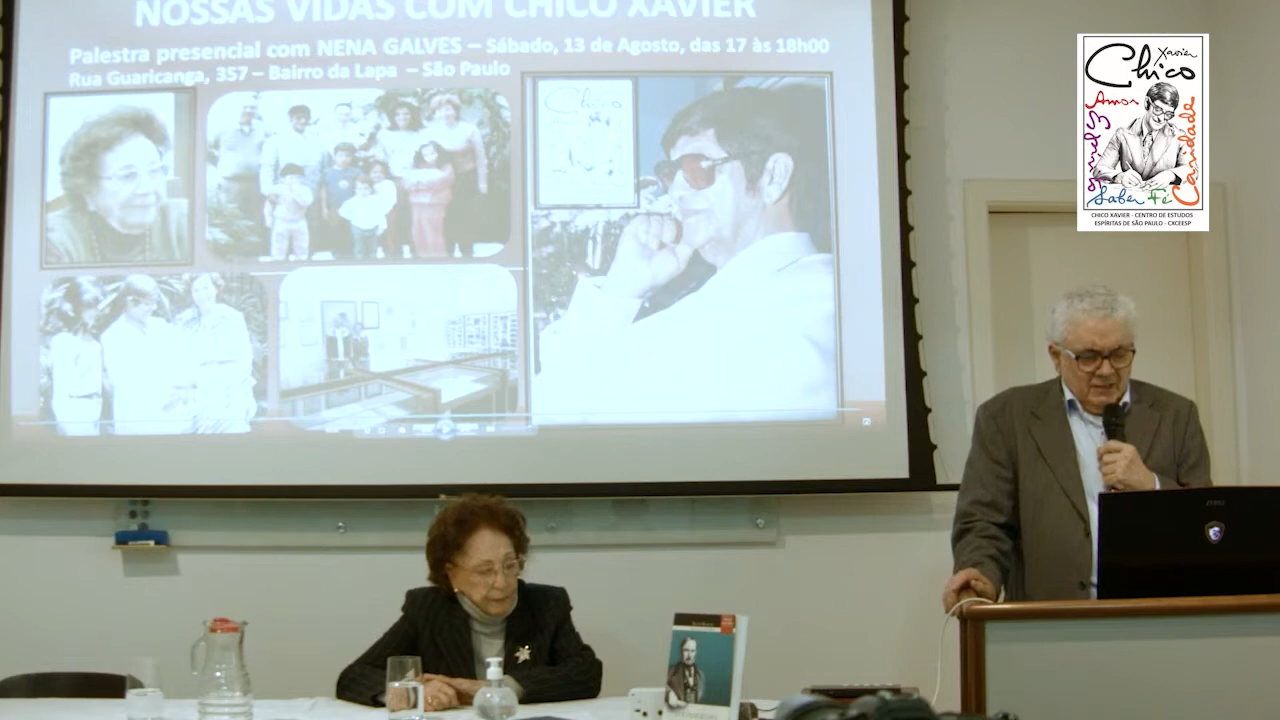 NOSSAS VIDAS COM CHICO XAVIER
Palestra presencial com NENA GALVES – Sábado, 13 de Agosto, das 17 às 18h00
Rua Guaricanga, 357 – Bairro da Lapa – São Paulo
Chico Xavier
Amor
Caridade
Saber Fé
CHICO XAVIER - CENTRO DE ESTUDOS
ESPÍRITAS DE SÃO PAULO - CXCEESP
Chico
msi